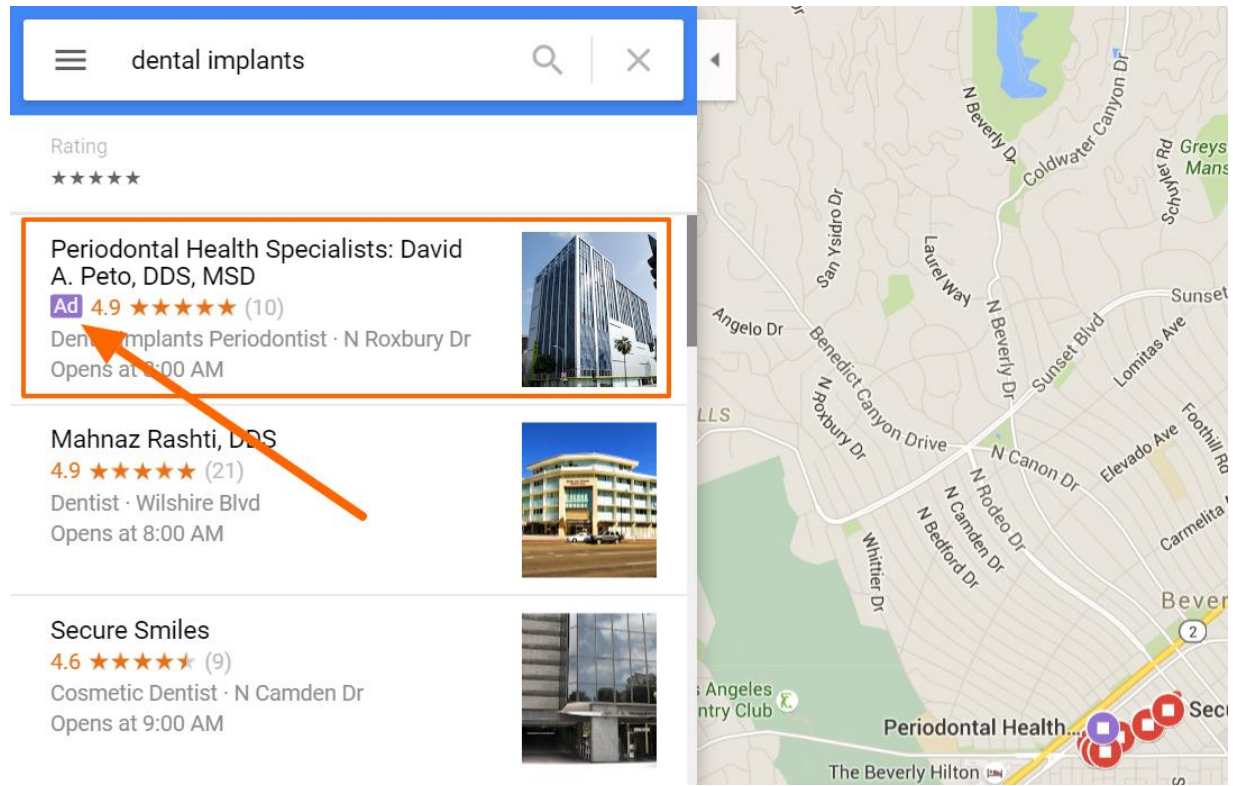 dental implants
Rating
★★★★★
Periodontal Health Specialists: David
A. Peto, DDS, MSD
Ad 4.9 ★★★★★ (10)
Dental Implants Periodontist · N Roxbury Dr
Opens at 8:00 AM
Mahnaz Rashti, DDS
4.9 ★★★★★ (21)
Dentist · Wilshire Blvd
Opens at 8:00 AM
Secure Smiles
4.6 ★★★★★ (9)
Cosmetic Dentist · N Camden Dr
Opens at 9:00 AM
N Beverly Dr
Coldwater Canyon Dr
Schuyler Rd
Greys
Mans
San Ysidro Dr
Laurel Way
N Beverly Dr
Sunset
Angelo Dr
Benedict Canyon Drive
Sunset Blvd
Lomitas Ave
LLS
N Roxbury Dr
N Canon Dr
Elevado Ave
Foothill Rd
N Rodeo Dr
N Camden Dr
N Bedford Dr
Carmelita
Whittier Dr
Bever
2
s Angeles
ntry Club
Periodontal Health...
Secu
The Beverly Hilton
S